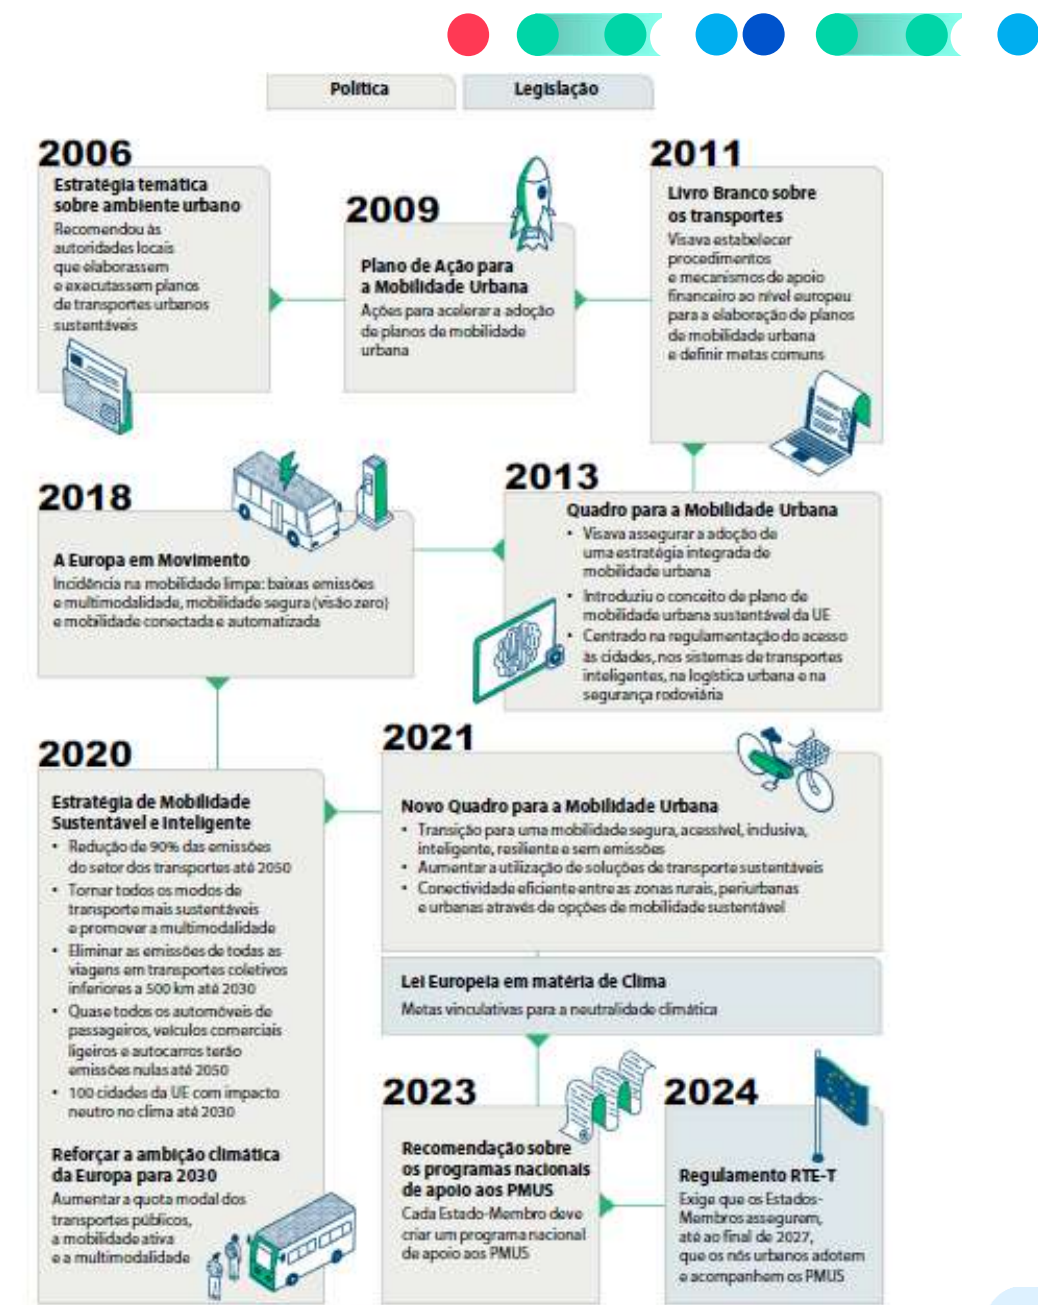 Política
Legislação
2006
Estratégia temática
sobre ambiente urbano
Recomendou às
autoridades locais
que elaborassem
e executassem planos
de transportes urbanos
sustentáveis
2009
Plano de Ação para
a Mobilidade Urbana
Ações para acelerar a adoção
de planos de mobilidade
urbana
2011
Livro Branco sobre
os transportes
Visava estabelecer
procedimentos
e mecanismos de apoio
financeiro ao nível europeu
para a elaboração de planos
de mobilidade urbana
e definir metas comuns
2013
Quadro para a Mobilidade Urbana
• Visava assegurar a adoção de
uma estratégia integrada de
mobilidade urbana
• Introduziu o conceito de plano de
mobilidade urbana sustentável da UE
• Centrado na regulamentação do acesso
às cidades, nos sistemas de transportes
inteligentes, na logística urbana e na
segurança rodoviária
2018
A Europa em Movimento
Incidência na mobilidade limpa: baixas emissões
e multimodalidade, mobilidade segura (visão zero)
e mobilidade conectada e automatizada
2020
Estratégia de Mobilidade
Sustentável e Inteligente
• Redução de 90% das emissões
do setor dos transportes até 2050
• Tornar todos os modos de
transporte mais sustentáveis
e promover a multimodalidade
• Eliminar as emissões de todas as
viagens em transportes coletivos
inferiores a 500 km até 2030
• Quase todos os automóveis de
passageiros, veículos comerciais
ligeiros e autocarros terão
emissões nulas até 2050
• 100 cidades da UE com impacto
neutro no clima até 2030
Reforçar a ambição climática
da Europa para 2030
Aumentar a quota modal dos
transportes públicos,
a mobilidade ativa
e a multimodalidade
2021
Novo Quadro para a Mobilidade Urbana
• Transição para uma mobilidade segura, acessível, inclusiva,
inteligente, resiliente e sem emissões
• Aumentar a utilização de soluções de transporte sustentáveis
• Conectividade eficiente entre as zonas rurais, periurbanas
e urbanas através de opções de mobilidade sustentável
Lei Europeia em matéria de Clima
Metas vinculativas para a neutralidade climática
2023
Recomendação sobre
os programas nacionais
de apoio aos PMUS
Cada Estado-Membro deve
criar um programa nacional
de apoio aos PMUS
2024
Regulamento RTE-T
Exige que os Estados-
Membros assegurem,
até ao final de 2027,
que os nós urbanos adotem
e acompanhem os PMUS